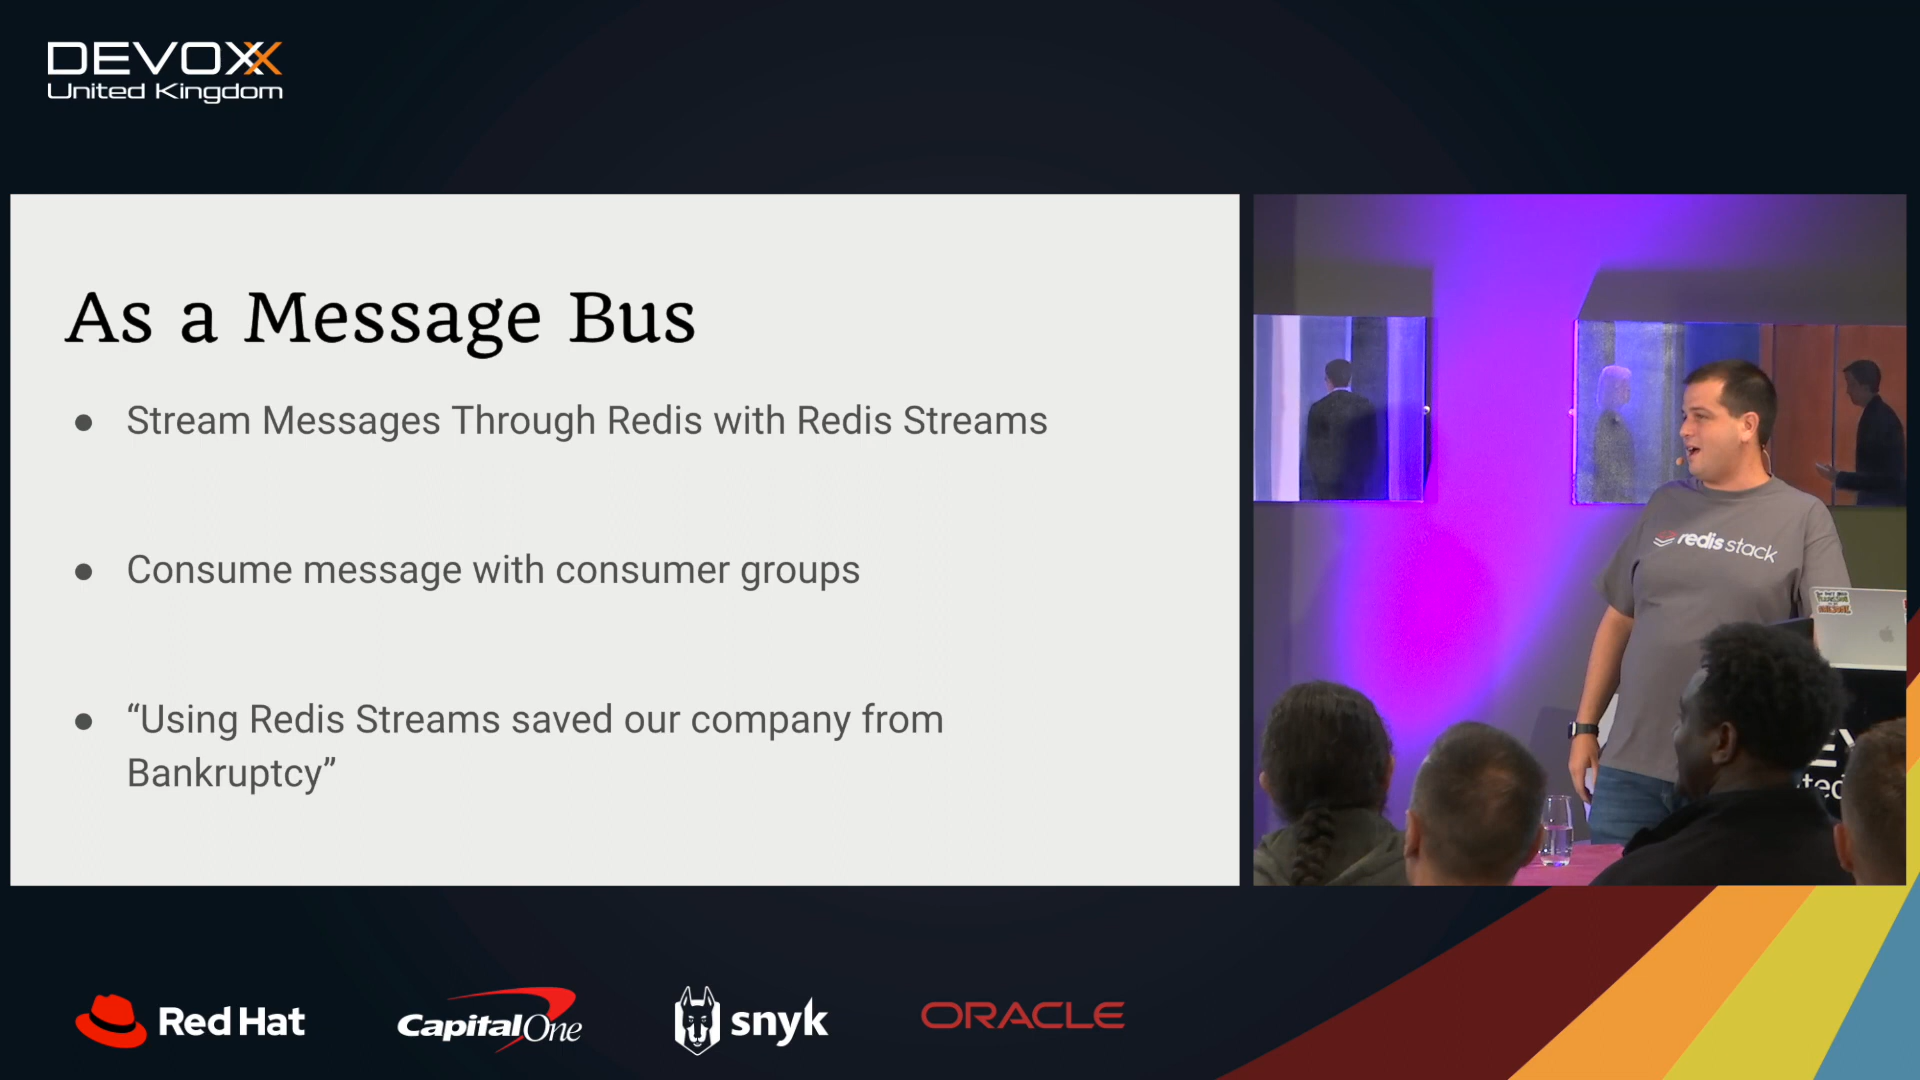 DEVOXX
United Kingdom
As a Message Bus
● Stream Messages Through Redis with Redis Streams
● Consume message with consumer groups
● “Using Redis Streams saved our company from
Bankruptcy”
redis stack
Red Hat
Capital One
snyk
ORACLE